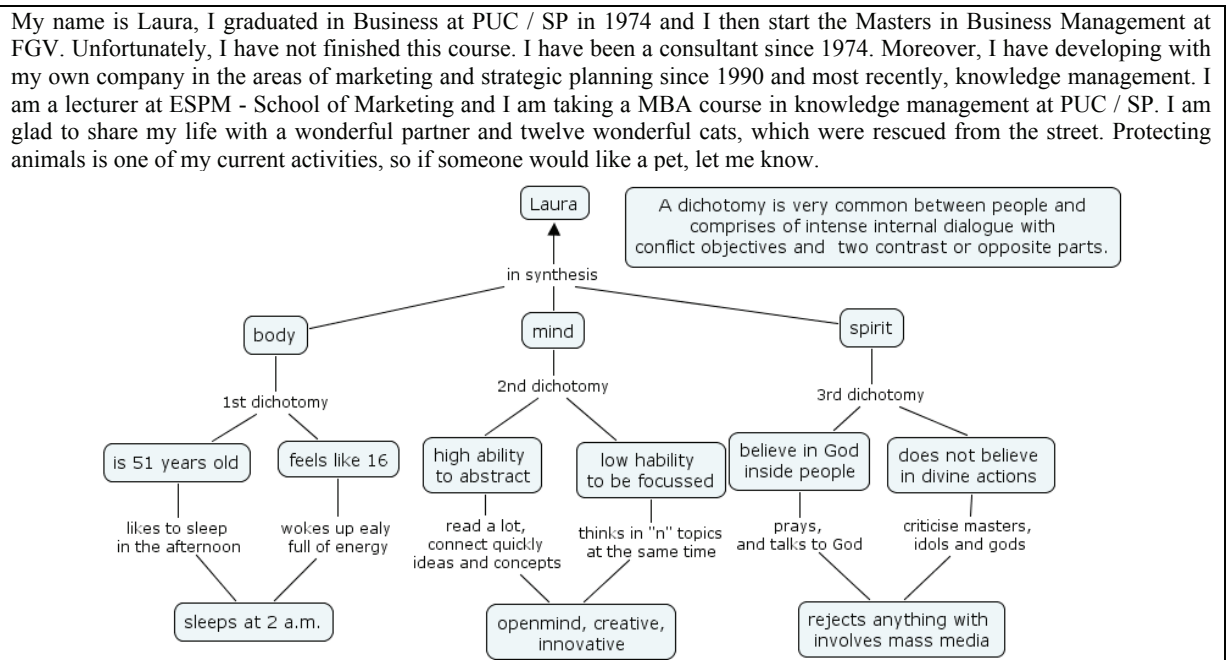 My name is Laura, I graduated in Business at PUC / SP in 1974 and I then start the Masters in Business Management at
FGV. Unfortunately, I have not finished this course. I have been a consultant since 1974. Moreover, I have developing with
my own company in the areas of marketing and strategic planning since 1990 and most recently, knowledge management. I
am a lecturer at ESPM - School of Marketing and I am taking a MBA course in knowledge management at PUC / SP. I am
glad to share my life with a wonderful partner and twelve wonderful cats, which were rescued from the street. Protecting
animals is one of my current activities, so if someone would like a pet, let me know.
Laura
A dichotomy is very common between people and
comprises of intense internal dialogue with
conflict objectives and two contrast or opposite parts.
in synthesis
body
mind
spirit
1st dichotomy
2nd dichotomy
3rd dichotomy
is 51 years old
feels like 16
high ability
to abstract
low hability
to be focussed
believe in God
inside people
does not believe
in divine actions
likes to sleep
in the afternoon
wokes up ealy
full of energy
read a lot,
connect quickly
ideas and concepts
thinks in "n" topics
at the same time
prays,
and talks to God
criticise masters,
idols and gods
sleeps at 2 a.m.
openmind, creative,
innovative
rejects anything with
involves mass media